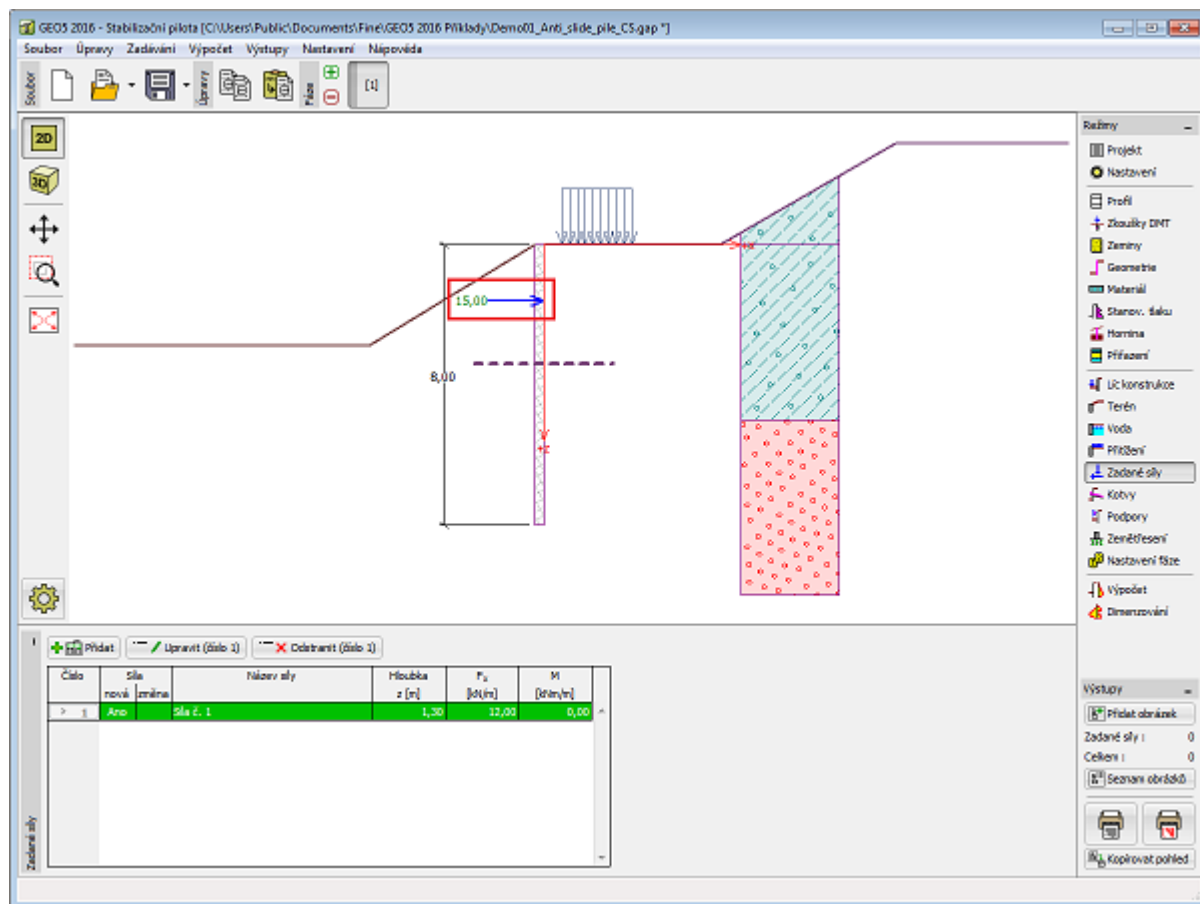 GEO5 2016 - Stabilizační pilota [C:\Users\Public\Documents\Fine\GEO5 2016 Příklady\Demo01_Anti_slide_pile_CS.gap *]
Soubor Úpravy Zadávání Výpočet Výstupy Nastavení Nápověda
Soubor
Úpravy
Fáze
[1]
2D
3D
15,00
8,00
+x
+z
Režimy
Projekt
Nastavení
Profil
Zkoušky DMT
Zeminy
Geometrie
Materiál
Stanov. tlaku
Hornina
Přiřazení
Líc konstrukce
Terén
Voda
Přitížení
Zadané síly
Kotvy
Podpory
Zemětřesení
Nastavení fáze
Výpočet
Dimenzování
Přidat
Upravit (číslo 1)
Odstranit (číslo 1)
Číslo Síla Název síly Hloubka Fₓ M
nová změna z [m] [kN/m] [kNm/m]
> 1 Ano Síla č. 1 1,30 12,00 0,00
Zadané síly
Výstupy
Přidat obrázek
Zadané síly : 0
Celkem : 0
Seznam obrázků
Kopírovat pohled